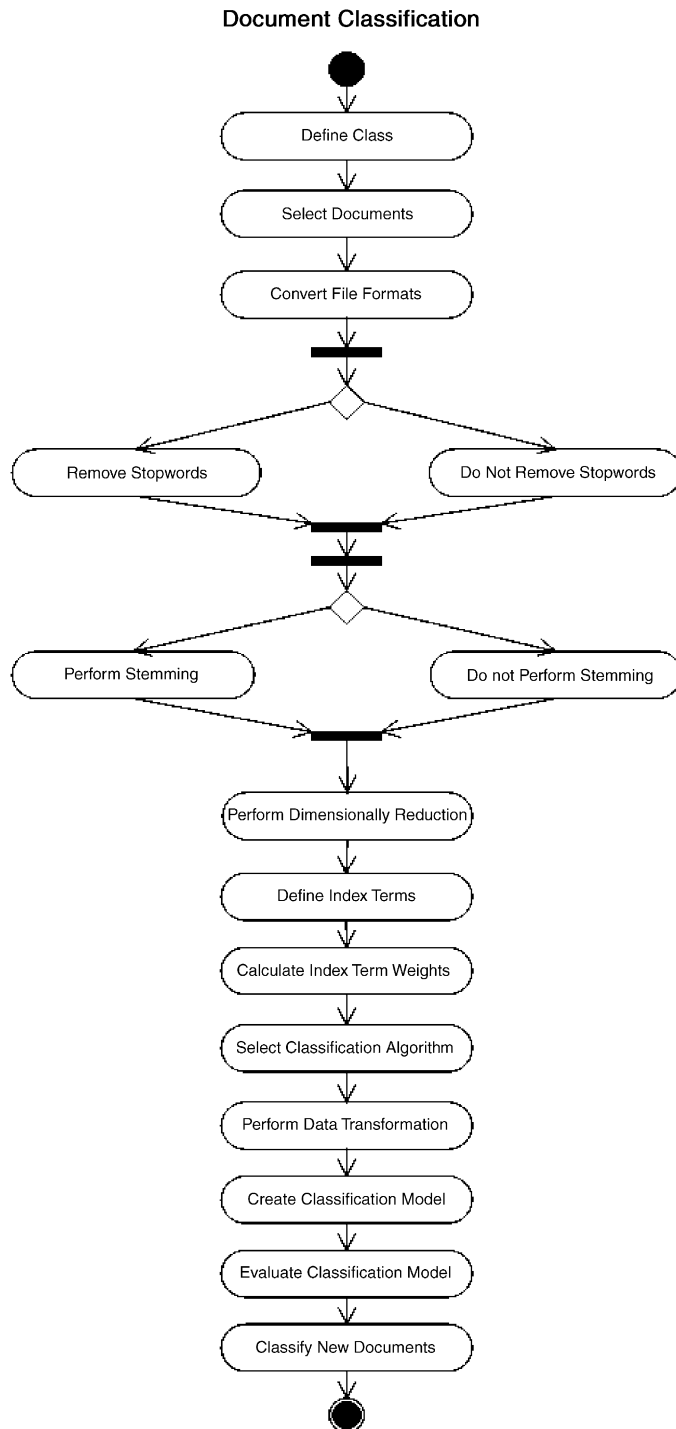 Document Classification
Define Class
Select Documents
Convert File Formats
Remove Stopwords
Do Not Remove Stopwords
Perform Stemming
Do not Perform Stemming
Perform Dimensionally Reduction
Define Index Terms
Calculate Index Term Weights
Select Classification Algorithm
Perform Data Transformation
Create Classification Model
Evaluate Classification Model
Classify New Documents